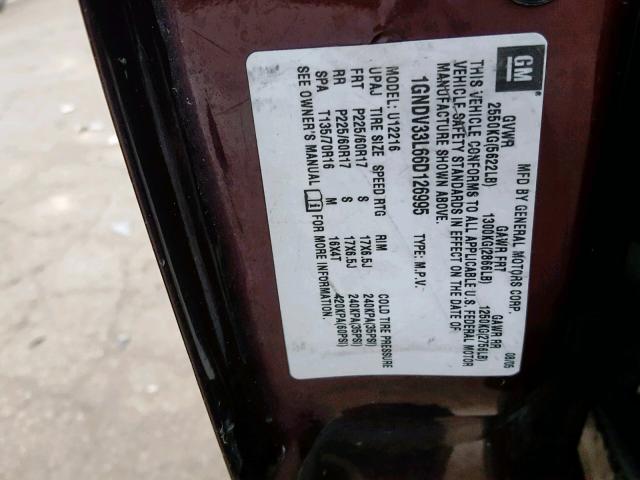 GM
MFD BY GENERAL MOTORS CORP. 08/05
GVWR GAWR FRT GAWR RR
2550KG(5622LB) 1300KG(2866LB) 1250KG(2756LB)
THIS VEHICLE CONFORMS TO ALL APPLICABLE U.S. FEDERAL MOTOR
VEHICLE SAFETY STANDARDS IN EFFECT ON THE DATE OF
MANUFACTURE SHOWN ABOVE.
1GNDV33L66D126995 TYPE: M.P.V.
MODEL: U12216
UPAJ TIRE SIZE SPEED RTG RIM COLD TIRE PRESSURE
FRT P225/60R17 S 17X6.5J 240KPA(35PSI)
RR P225/60R17 S 17X6.5J 240KPA(35PSI)
SPA T135/70R16 M 16X4T 420KPA(60PSI)
SEE OWNER'S MANUAL FOR MORE INFORMATION.